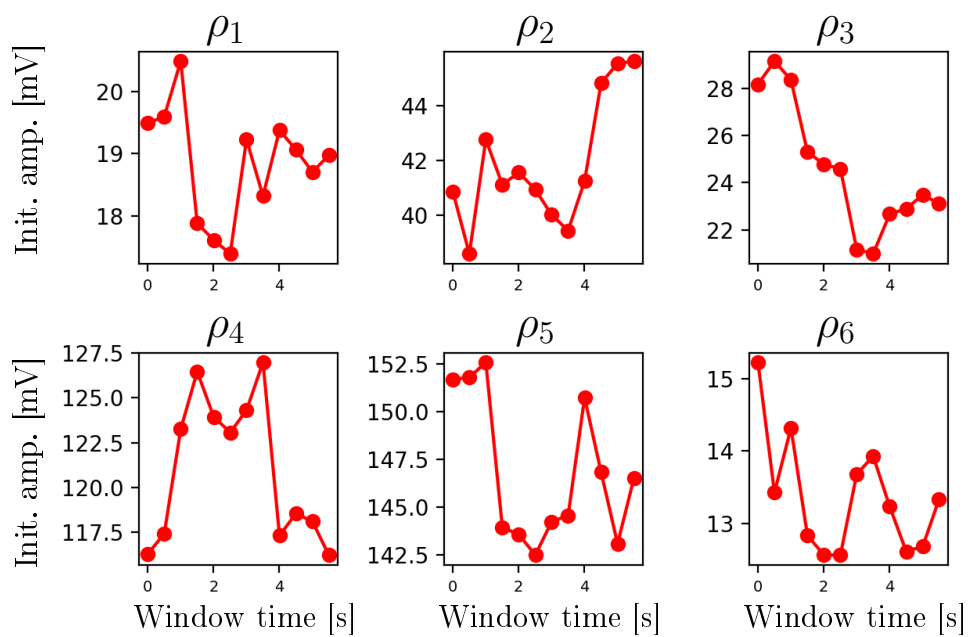 ρ1 ρ2 ρ3
Init. amp. [mV]
20
19
18
0 2 4
44
42
40
0 2 4
28
26
24
22
0 2 4
ρ4 ρ5 ρ6
Init. amp. [mV]
127.5
125.0
122.5
120.0
117.5
0 2 4
152.5
150.0
147.5
145.0
142.5
0 2 4
15
14
13
0 2 4
Window time [s] Window time [s] Window time [s]